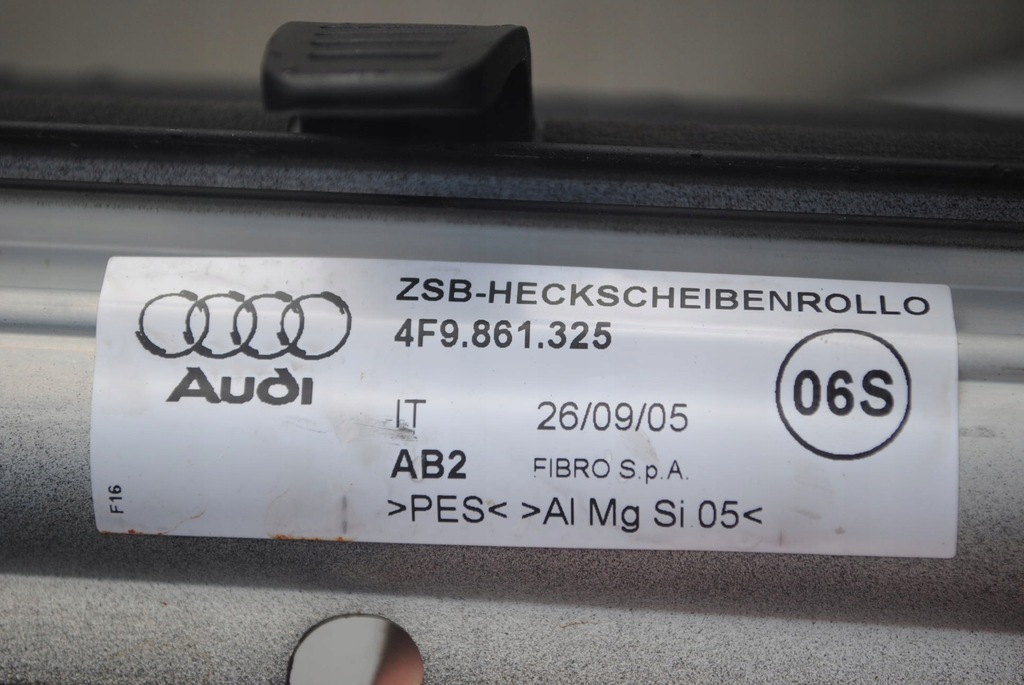 ZSB-HECKSCHEIBENROLLO
4F9.861.325
Audi
06S
IT 26/09/05
AB2 FIBRO S.p.A.
>PES< >Al Mg Si 05<
F16